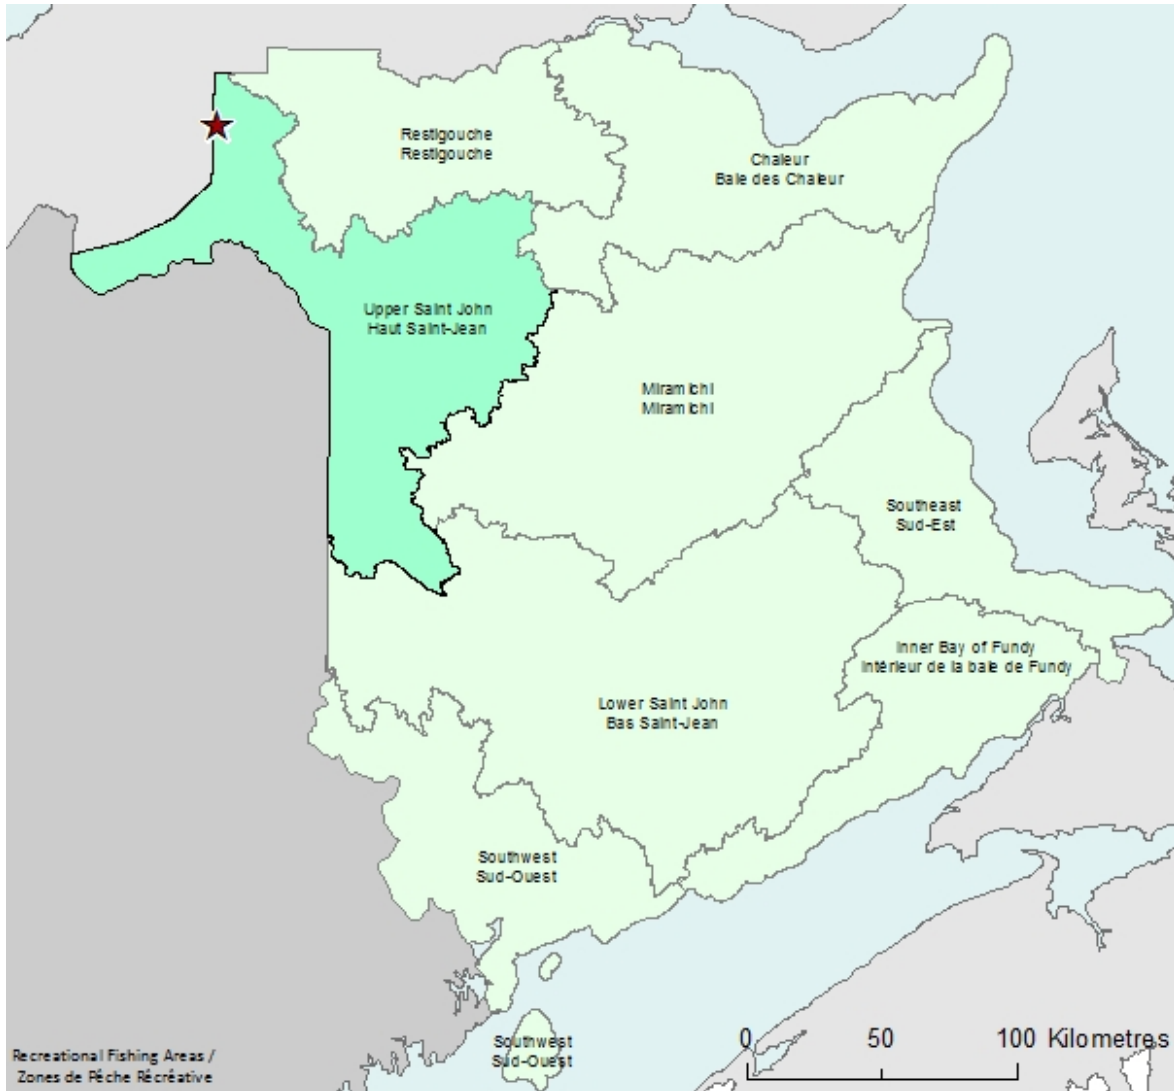 Restigouche
Restigouche
Chaleur
Baie des Chaleur
Upper Saint John
Haut Saint-Jean
Miramichi
Miramichi
Southeast
Sud-Est
Inner Bay of Fundy
Intérieur de la baie de Fundy
Lower Saint John
Bas Saint-Jean
Southwest
Sud-Ouest
Southwest
Sud-Ouest
0 50 100 Kilometres
Recreational Fishing Areas /
Zones de Pêche Récréative